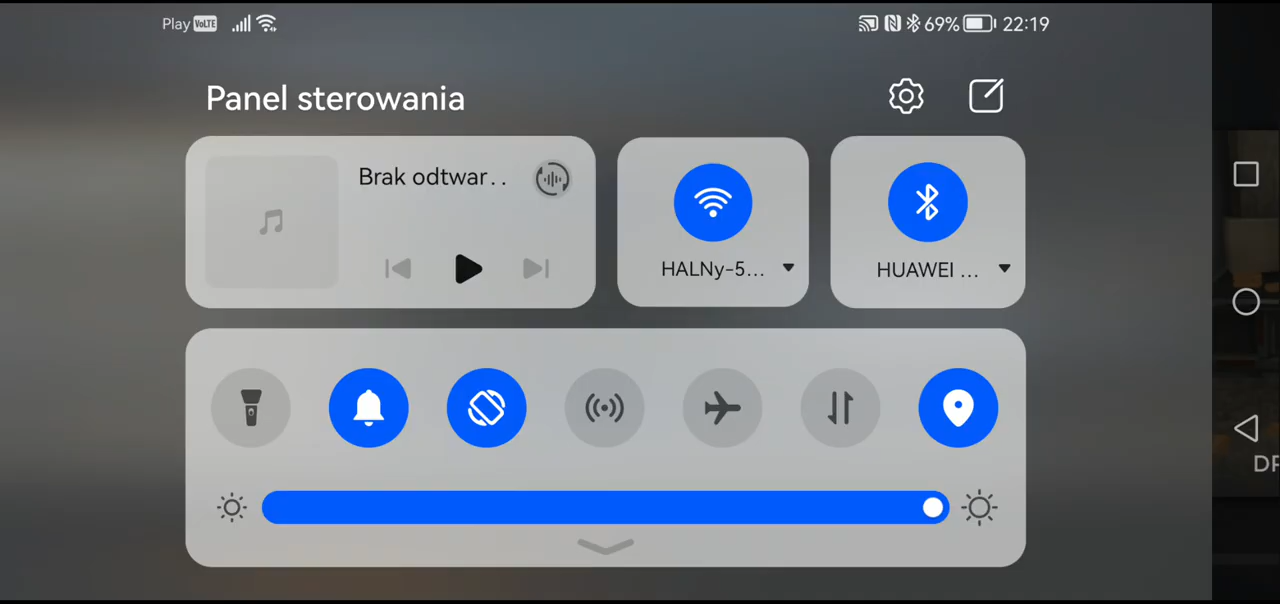 Play VoLTE
69% 22:19
Panel sterowania
Brak odtwar..
HALNy-5...
HUAWEI ...